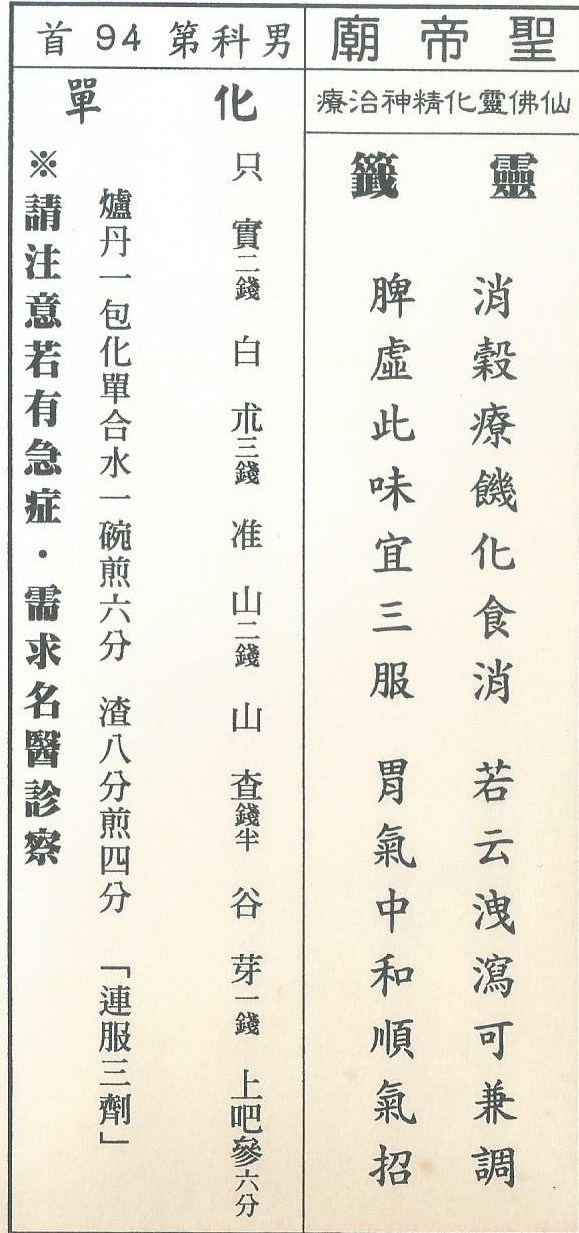 聖帝廟
仙佛靈化精神治療
靈籤
消穀療饑化食消　若云洩瀉可兼調
脾虛此味宜三服　胃氣中和順氣招
男科第94首
化單
只實二錢　白朮三錢　准山二錢　山查錢半　谷芽一錢　上吧參六分
爐丹一包化單合水一碗煎六分　渣八分煎四分　「連服三劑」
※請注意若有急症．需求名醫診察